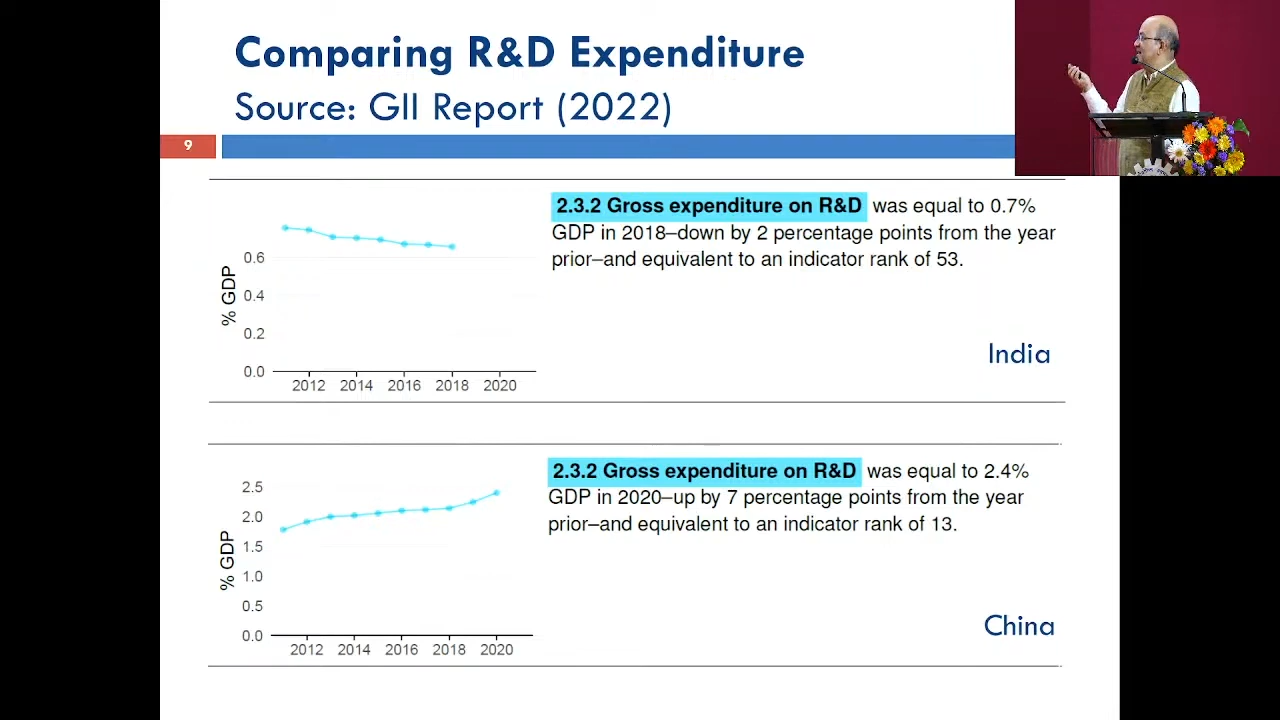 Comparing R&D Expenditure
Source: GII Report (2022)
9
2.3.2 Gross expenditure on R&D was equal to 0.7%
GDP in 2018–down by 2 percentage points from the year
prior–and equivalent to an indicator rank of 53.
% GDP
0.6
0.4
0.2
0.0
2012 2014 2016 2018 2020
India
2.3.2 Gross expenditure on R&D was equal to 2.4%
GDP in 2020–up by 7 percentage points from the year
prior–and equivalent to an indicator rank of 13.
% GDP
2.5
2.0
1.5
1.0
0.5
0.0
2012 2014 2016 2018 2020
China